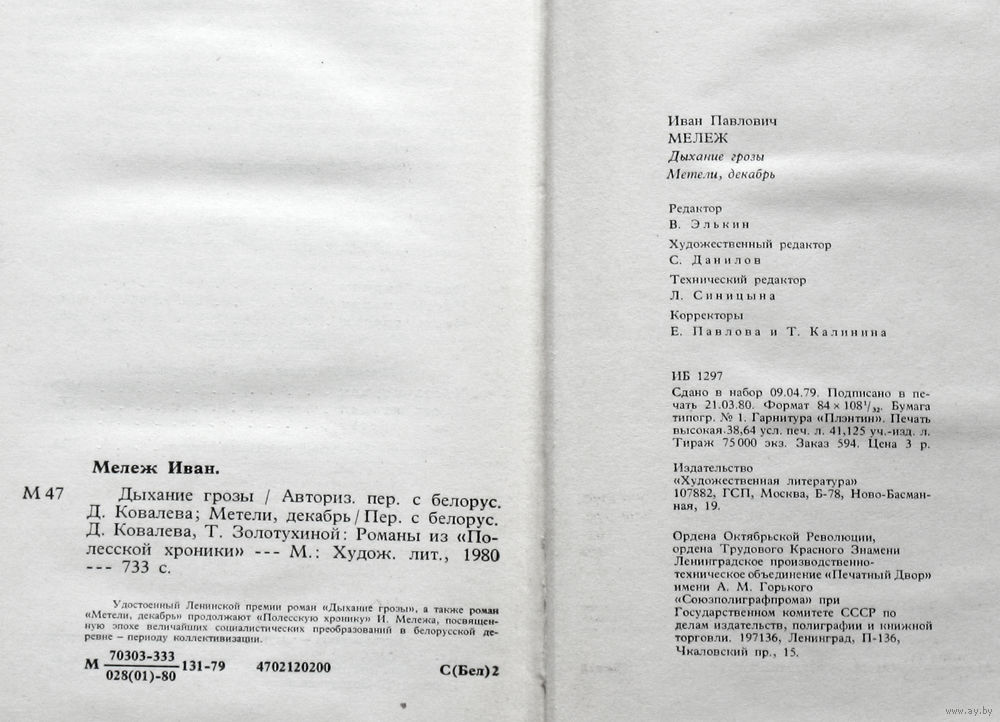 Мележ Иван.
М 47
Дыхание грозы / Авториз. пер. с белорус.
Д. Ковалева; Метели, декабрь / Пер. с белорус.
Д. Ковалева, Т. Золотухиной: Романы из «По-
лесской хроники» --- М.: Худож. лит., 1980
--- 733 с.
Удостоенный Ленинской премии роман «Дыхание грозы», а также роман
«Метели, декабрь» продолжают «Полесскую хронику» И. Мележа, посвящен-
ную эпохе величайших социалистических преобразований в белорусской де-
ревне – периоду коллективизации.
М 70303-333
028(01)-80 131-79 4702120200 С(Бел)2
Иван Павлович
МЕЛЕЖ
Дыхание грозы
Метели, декабрь
Редактор
В. Элькин
Художественный редактор
С. Данилов
Технический редактор
Л. Синицына
Корректоры
Е. Павлова и Т. Калинина
ИБ 1297
Сдано в набор 09.04.79. Подписано в пе-
чать 21.03.80. Формат 84×108¹/₃₂. Бумага
типогр. № 1. Гарнитура «Плэнтин». Печать
высокая.38,64 усл. печ. л. 41,125 уч.-изд. л.
Тираж 75 000 экз. Заказ 594. Цена 3 р.
Издательство
«Художественная литература»
107882, ГСП, Москва, Б-78, Ново-Басман-
ная, 19.
Ордена Октябрьской Революции,
ордена Трудового Красного Знамени
Ленинградское производственно-
техническое объединение «Печатный Двор»
имени А. М. Горького
«Союзполиграфпрома» при
Государственном комитете СССР по
делам издательств, полиграфии и книжной
торговли. 197136, Ленинград, П-136,
Чкаловский пр., 15.
www.ay.by